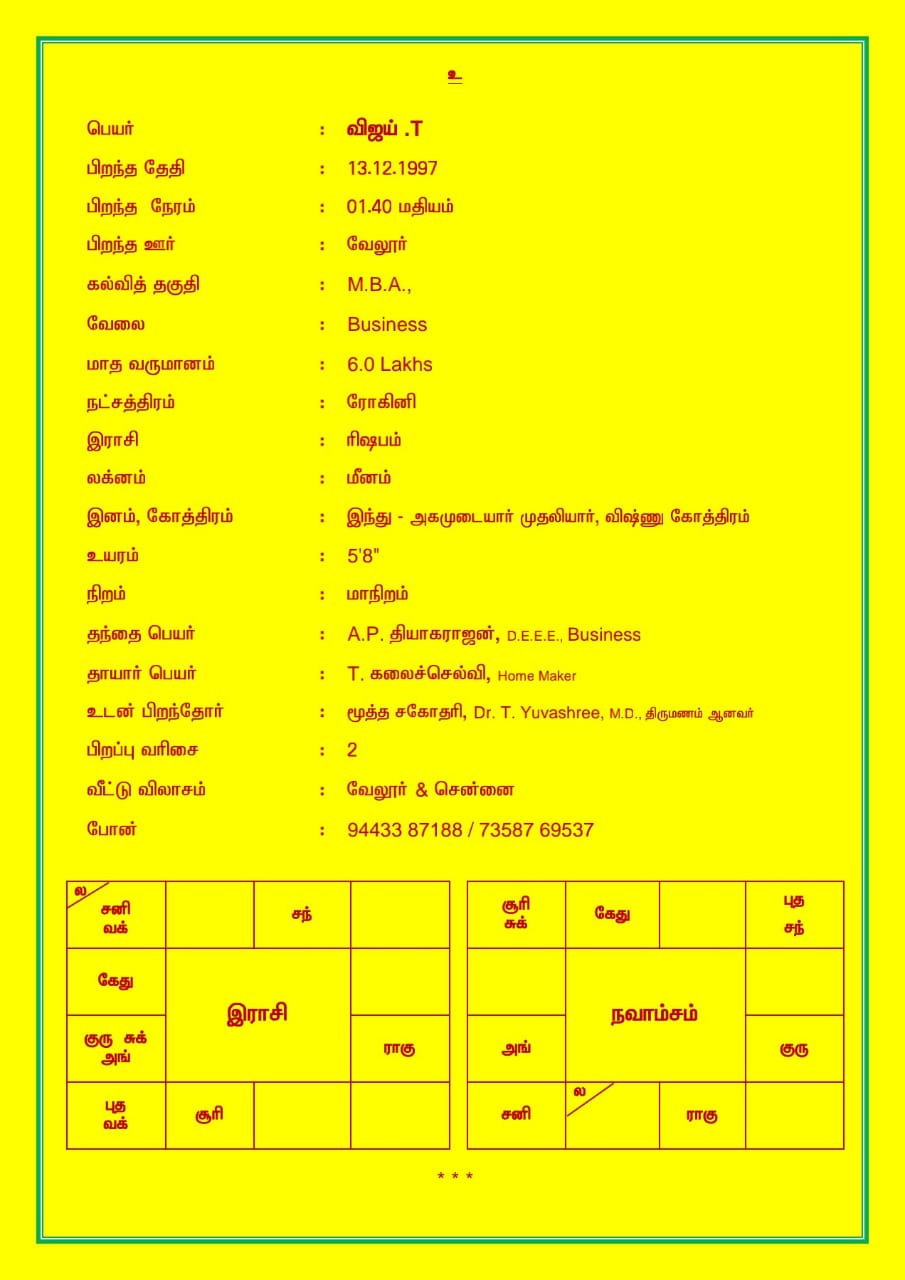 உ
பெயர் : விஜய் .T
பிறந்த தேதி : 13.12.1997
பிறந்த நேரம் : 01.40 மதியம்
பிறந்த ஊர் : வேலூர்
கல்வித் தகுதி : M.B.A.,
வேலை : Business
மாத வருமானம் : 6.0 Lakhs
நட்சத்திரம் : ரோகினி
இராசி : ரிஷபம்
லக்னம் : மீனம்
இனம், கோத்திரம் : இந்து - அகமுடையார் முதலியார், விஷ்ணு கோத்திரம்
உயரம் : 5'8"
நிறம் : மாநிறம்
தந்தை பெயர் : A.P. தியாகராஜன், D.E.E.E., Business
தாயார் பெயர் : T. கலைச்செல்வி, Home Maker
உடன் பிறந்தோர் : மூத்த சகோதரி, Dr. T. Yuvashree, M.D., திருமணம் ஆனவர்
பிறப்பு வரிசை : 2
வீட்டு விலாசம் : வேலூர் & சென்னை
போன் : 94433 87188 / 73587 69537
ல
சனி
வக்
சந்
கேது
இராசி
குரு சுக்
அங்
ராகு
புத
வக்
சூரி
சூரி
சுக்
கேது
புத
சந்
நவாம்சம்
அங்
குரு
சனி
ல
ராகு
* * *